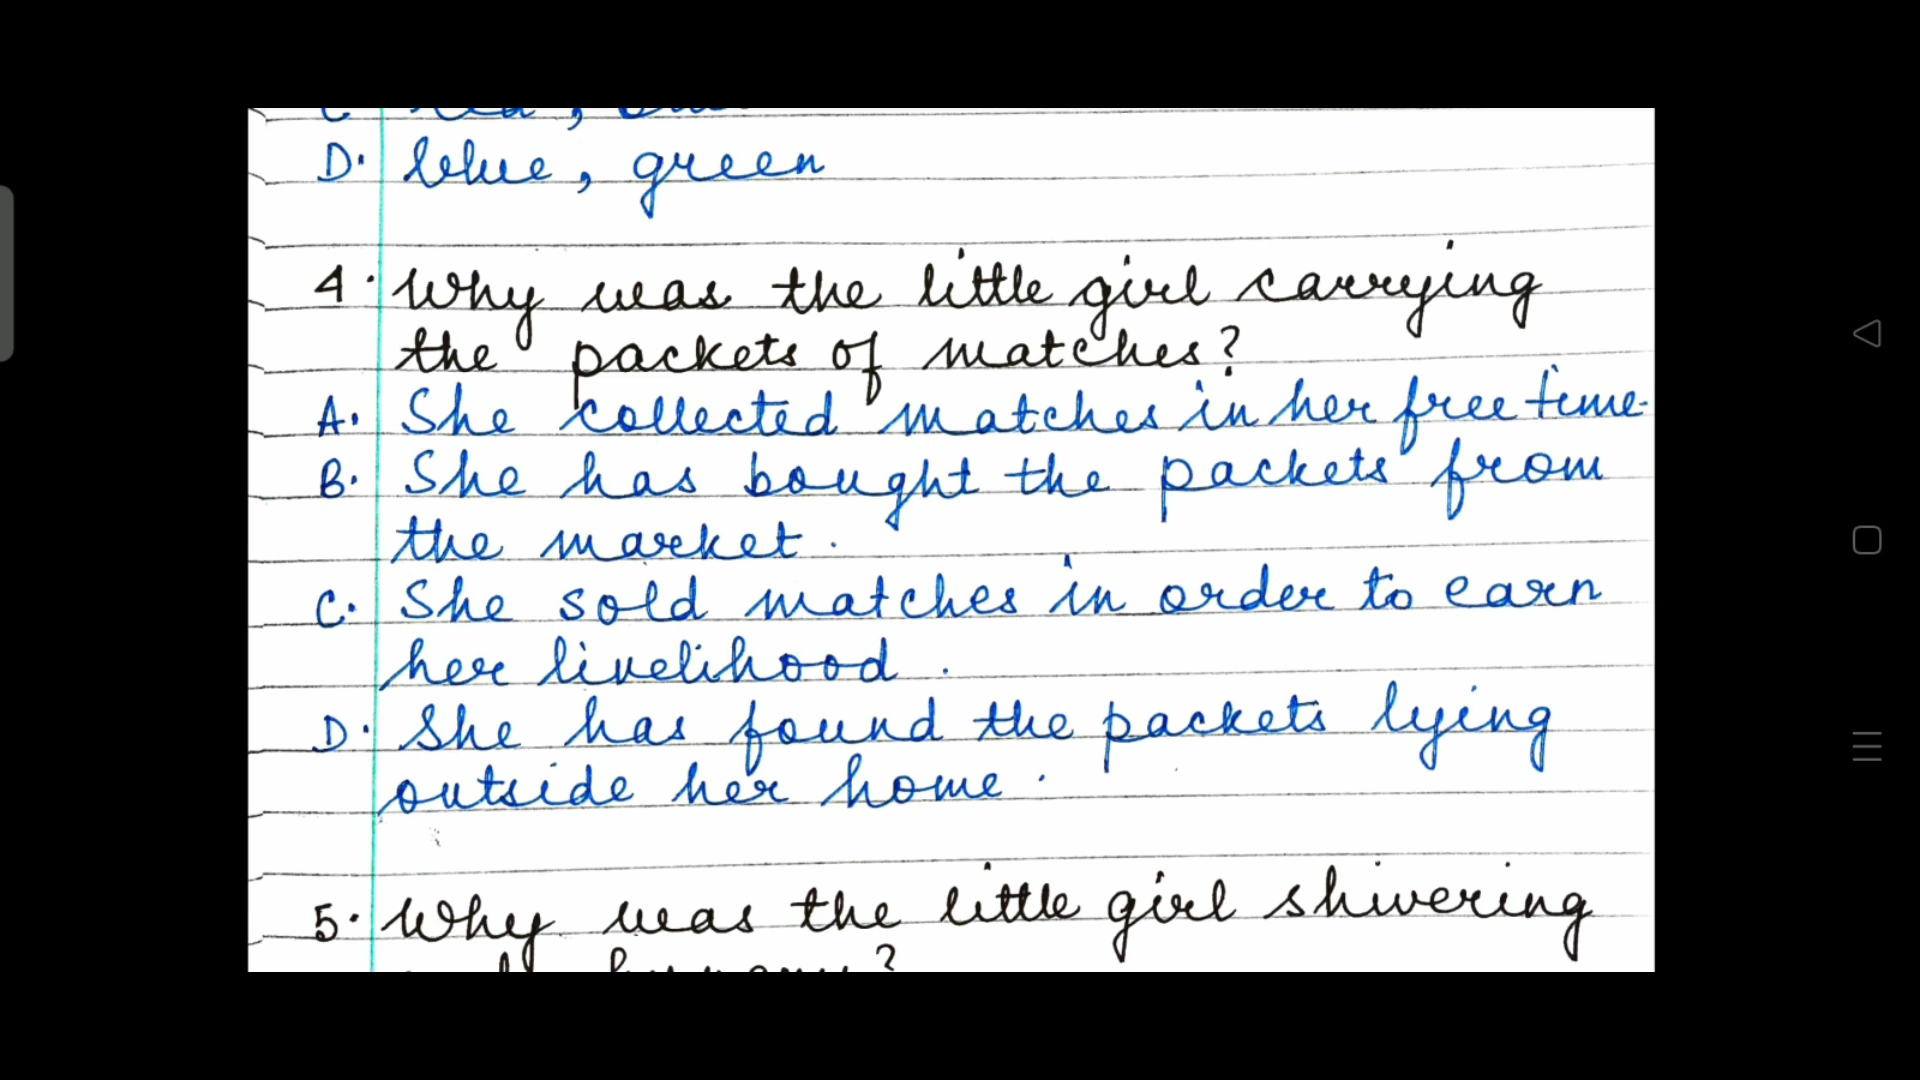 D. blue, green
4. Why was the little girl carrying
the packets of matches?
A. She collected matches in her free time.
B. She has bought the packets from
the market.
C. She sold matches in order to earn
her livelihood.
D. She has found the packets lying
outside her home.
5. Why was the little girl shivering